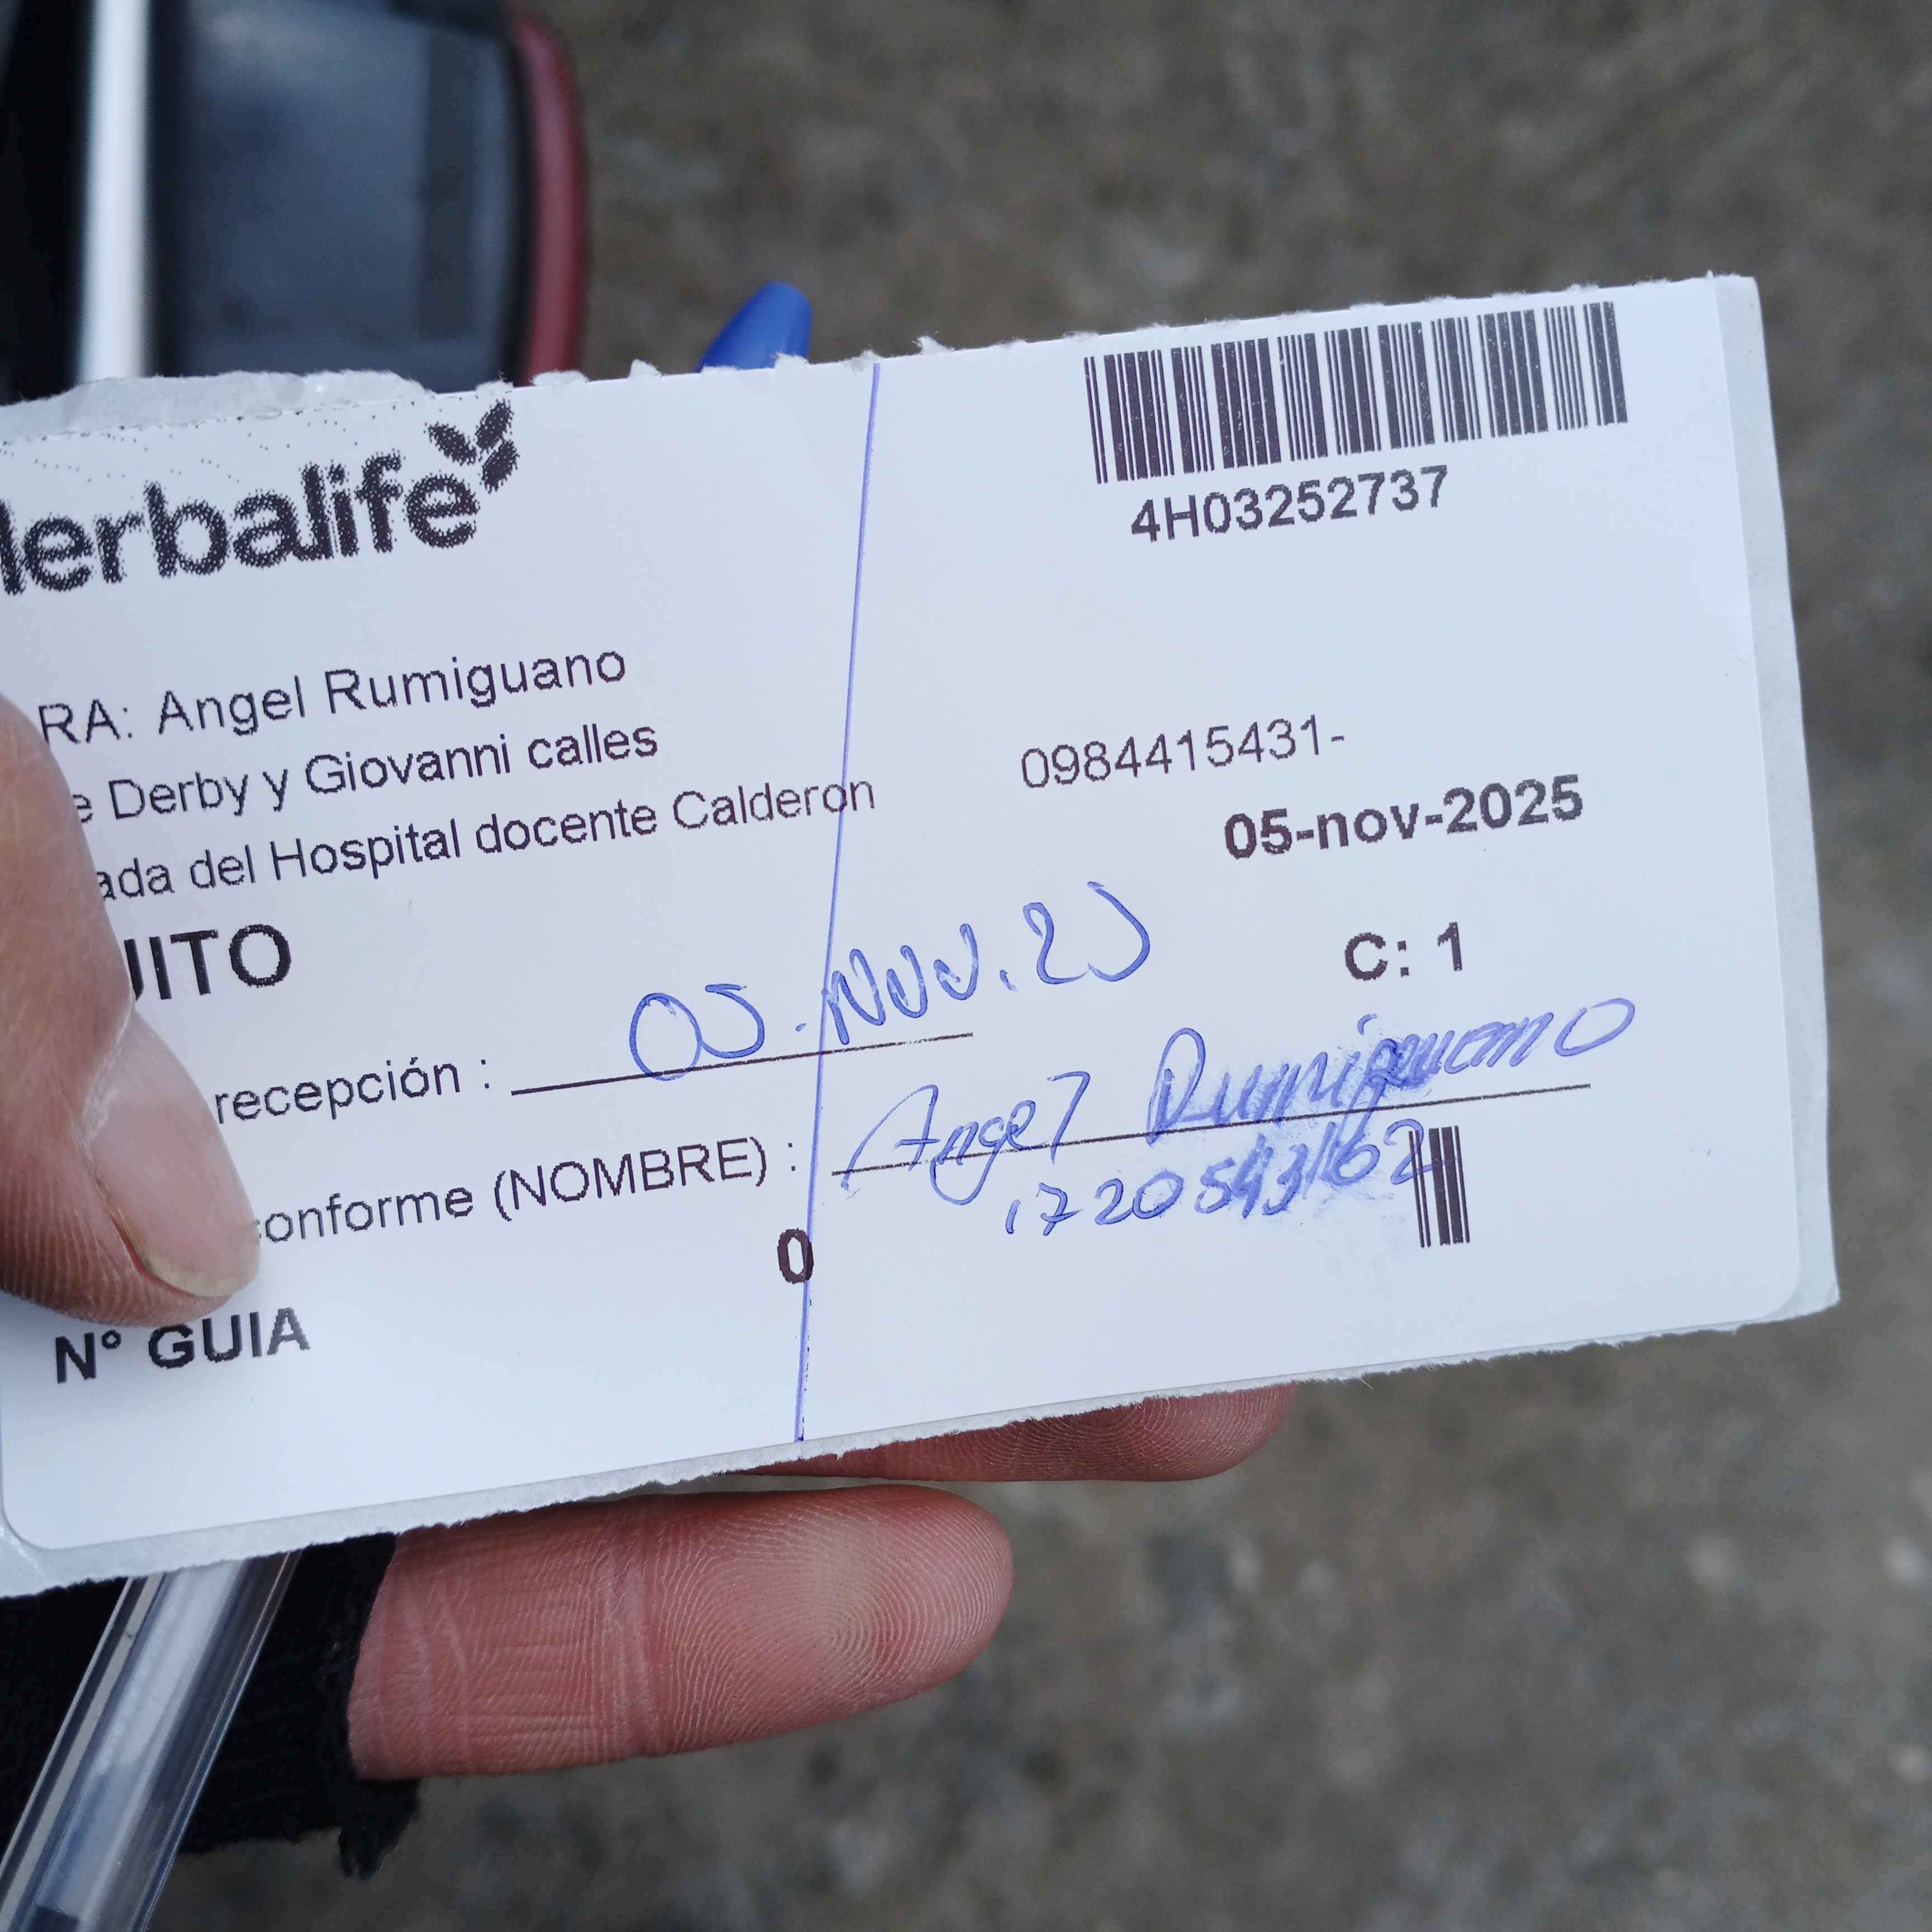 Herbalife
4H03252737
RA: Angel Rumiguano
e Derby y Giovanni calles
0984415431-
ada del Hospital docente Calderon
05-nov-2025
UITO
C: 1
recepción : 05-NOV.25
conforme (NOMBRE) : Angel Rumiguano
1720543162
0
N° GUIA